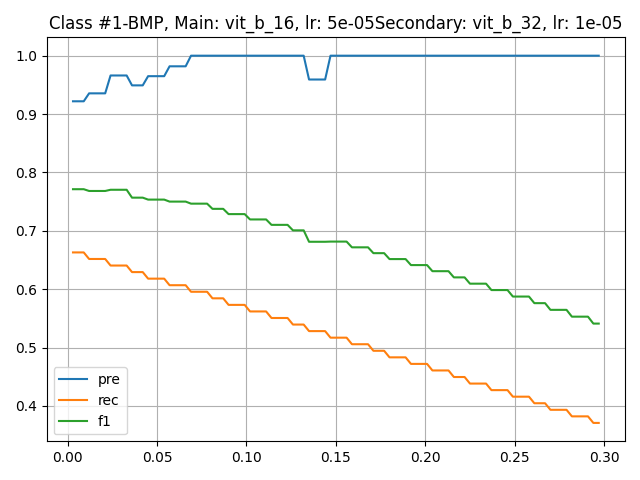 Class #1-BMP, Main: vit_b_16, lr: 5e-05Secondary: vit_b_32, lr: 1e-05
1.0
0.9
0.8
0.7
0.6
0.5
0.4
pre
rec
f1
0.00 0.05 0.10 0.15 0.20 0.25 0.30